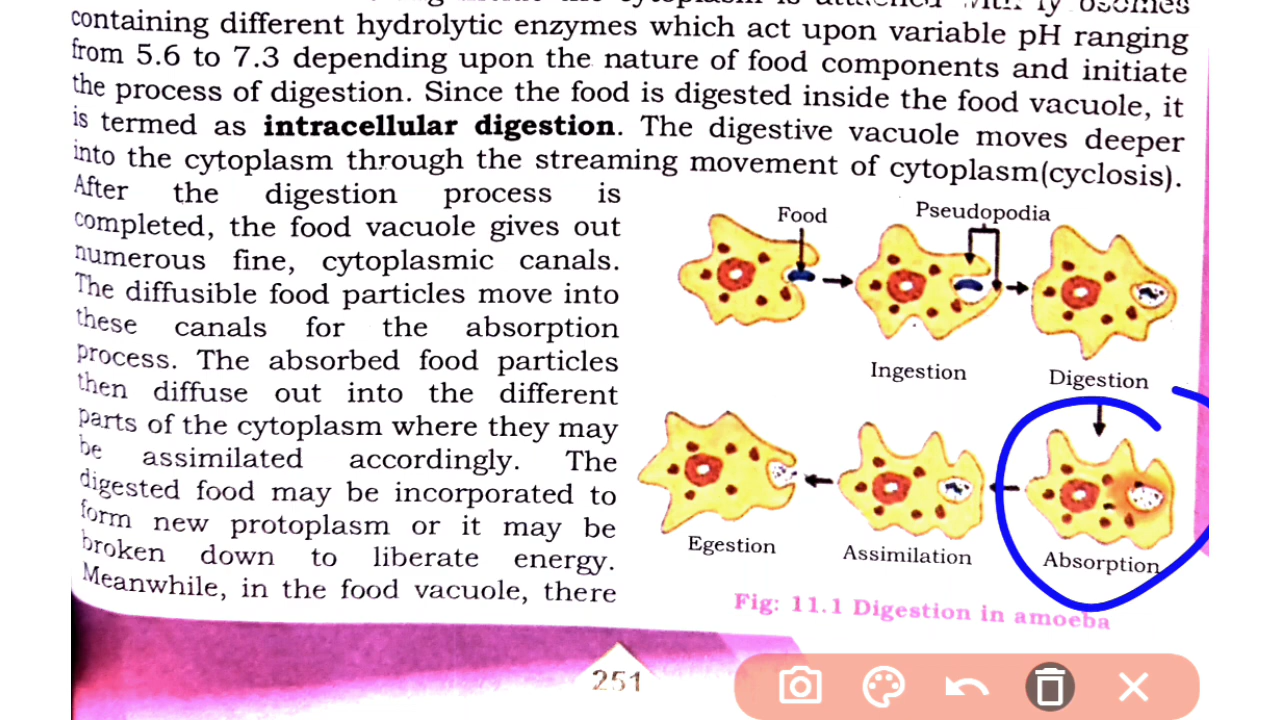 containing different hydrolytic enzymes which act upon variable pH ranging
from 5.6 to 7.3 depending upon the nature of food components and initiate
the process of digestion. Since the food is digested inside the food vacuole, it
is termed as intracellular digestion. The digestive vacuole moves deeper
into the cytoplasm through the streaming movement of cytoplasm(cyclosis).
After the digestion process is
completed, the food vacuole gives out
numerous fine, cytoplasmic canals.
The diffusible food particles move into
these canals for the absorption
process. The absorbed food particles
then diffuse out into the different
parts of the cytoplasm where they may
be assimilated accordingly. The
digested food may be incorporated to
form new protoplasm or it may be
broken down to liberate energy.
Meanwhile, in the food vacuole, there
Food
Pseudopodia
Ingestion
Digestion
Egestion
Assimilation
Absorption
Fig: 11.1 Digestion in amoeba
251